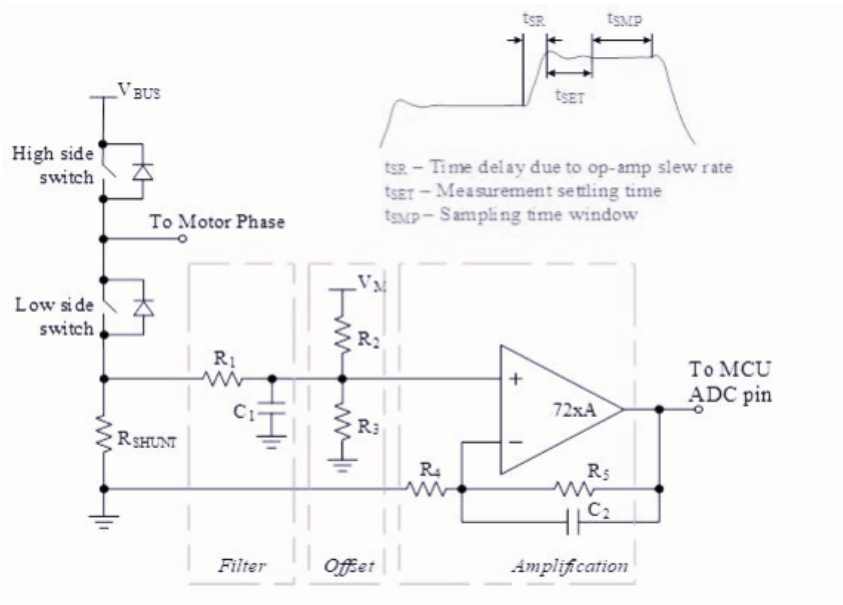 tSR
tSMP
tSET
tSR – Time delay due to op-amp slew rate
tSET – Measurement settling time
tSMP – Sampling time window
VBUS
High side
switch
To Motor Phase
Low side
switch
VM
R1
R2
C1
R3
RSHUNT
+
72xA
−
To MCU
ADC pin
R4
R5
C2
Filter
Offset
Amplification